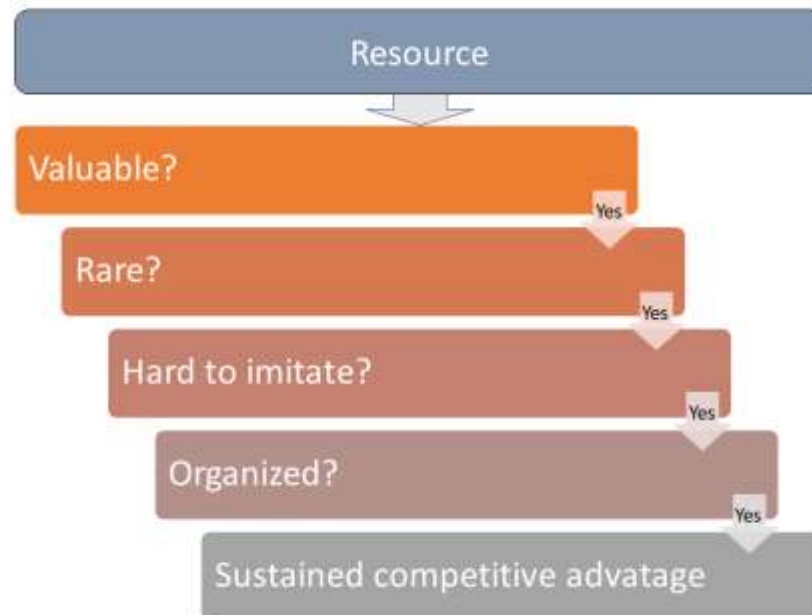 Resource
Valuable?
Yes
Rare?
Yes
Hard to imitate?
Yes
Organized?
Yes
Sustained competitive advatage